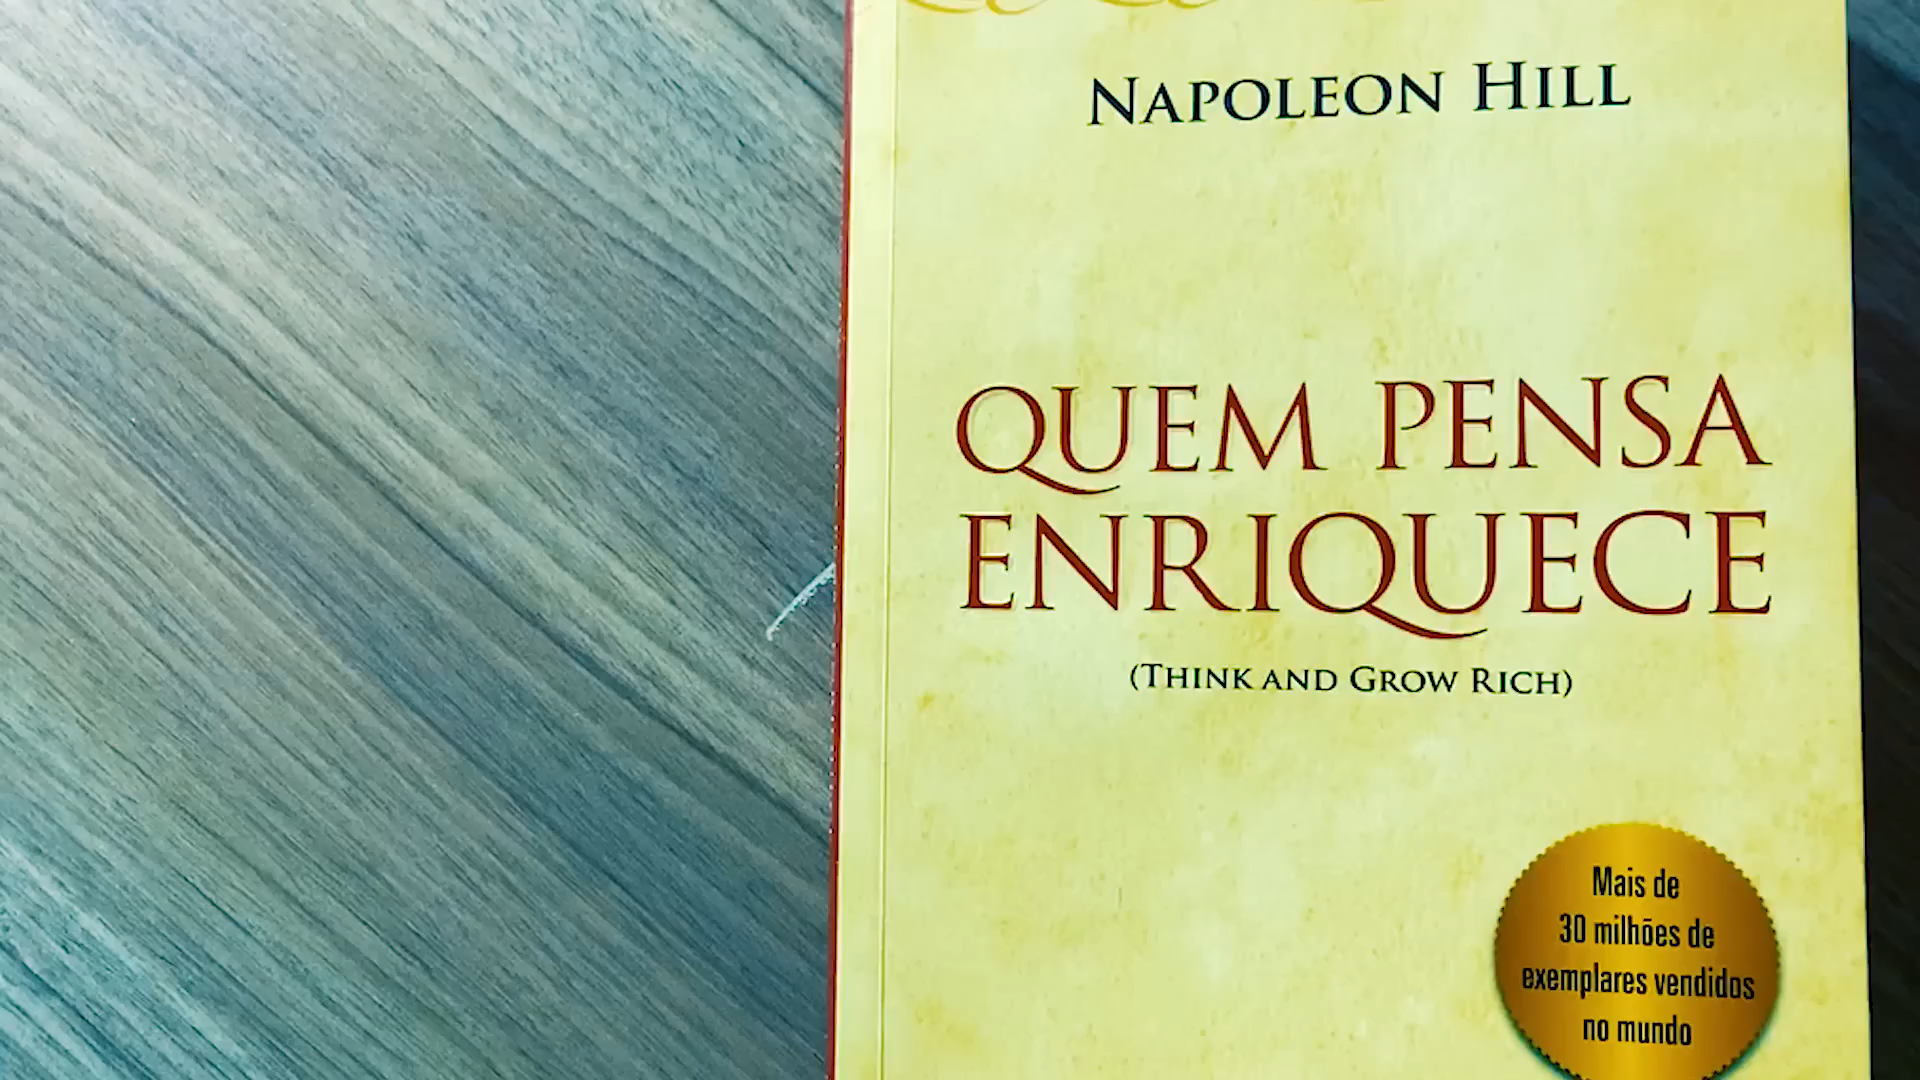 NAPOLEON HILL
QUEM PENSA
ENRIQUECE
(THINK AND GROW RICH)
Mais de
30 milhões de
exemplares vendidos
no mundo